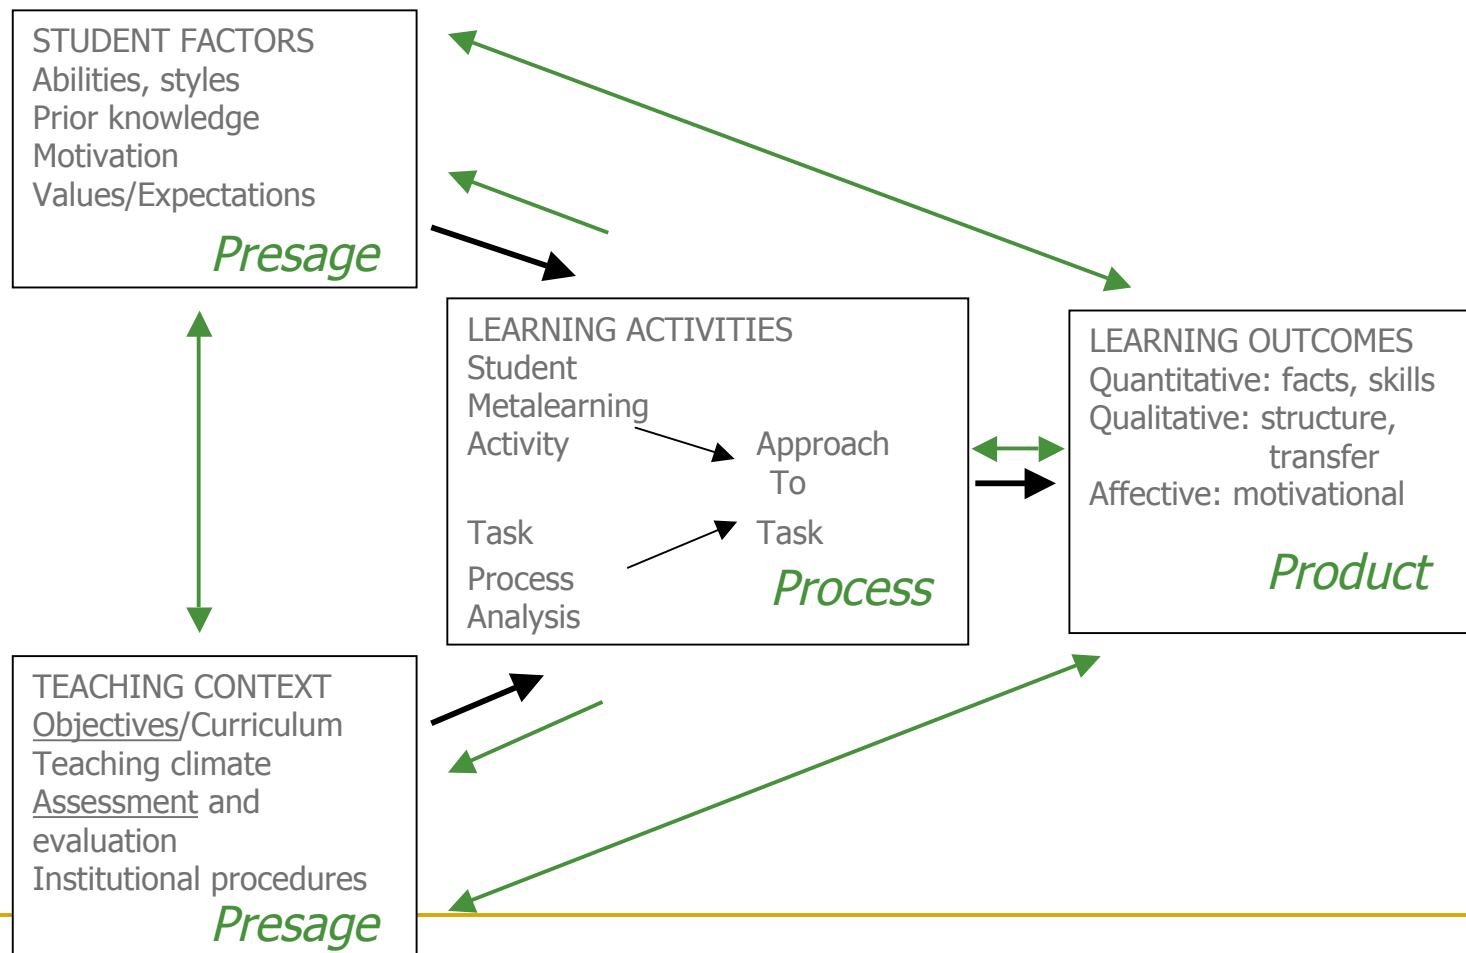 STUDENT FACTORS
Abilities, styles
Prior knowledge
Motivation
Values/Expectations
Presage
LEARNING ACTIVITIES
Student
Metalearning
Activity
Approach
To
Task
Task
Process
Analysis
Process
LEARNING OUTCOMES
Quantitative: facts, skills
Qualitative: structure,
transfer
Affective: motivational
Product
TEACHING CONTEXT
Objectives/Curriculum
Teaching climate
Assessment and
evaluation
Institutional procedures
Presage